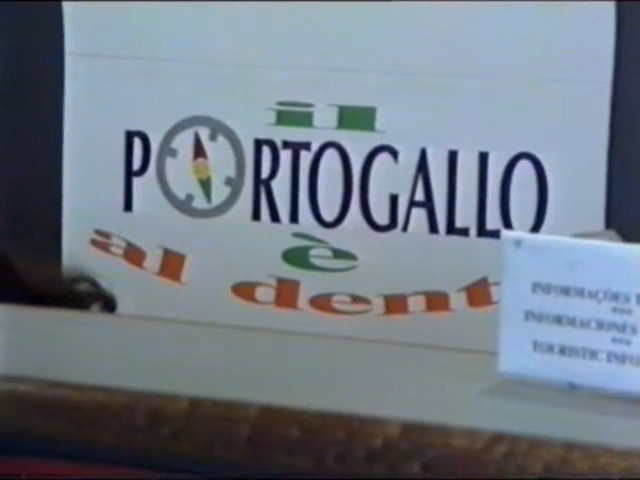 il
PORTOGALLO
è
al dent
INFORMAÇÕES
INFORMACIONES
TOURISTIC INFO